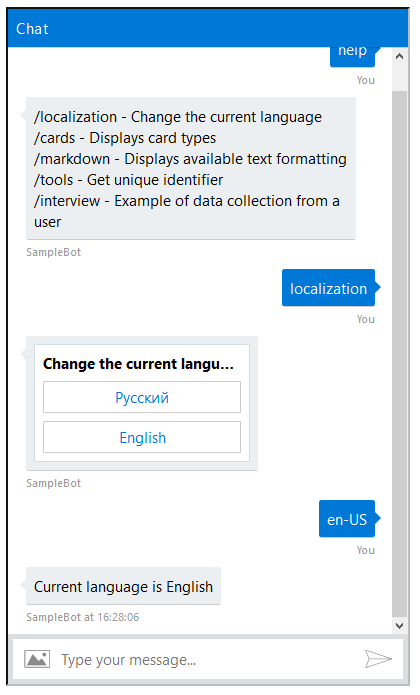 Chat
help
You
/localization - Change the current language
/cards - Displays card types
/markdown - Displays available text formatting
/tools - Get unique identifier
/interview - Example of data collection from a
user
SampleBot
localization
You
Change the current langu...
Русский
English
SampleBot
en-US
You
Current language is English
SampleBot at 16:28:06
Type your message...